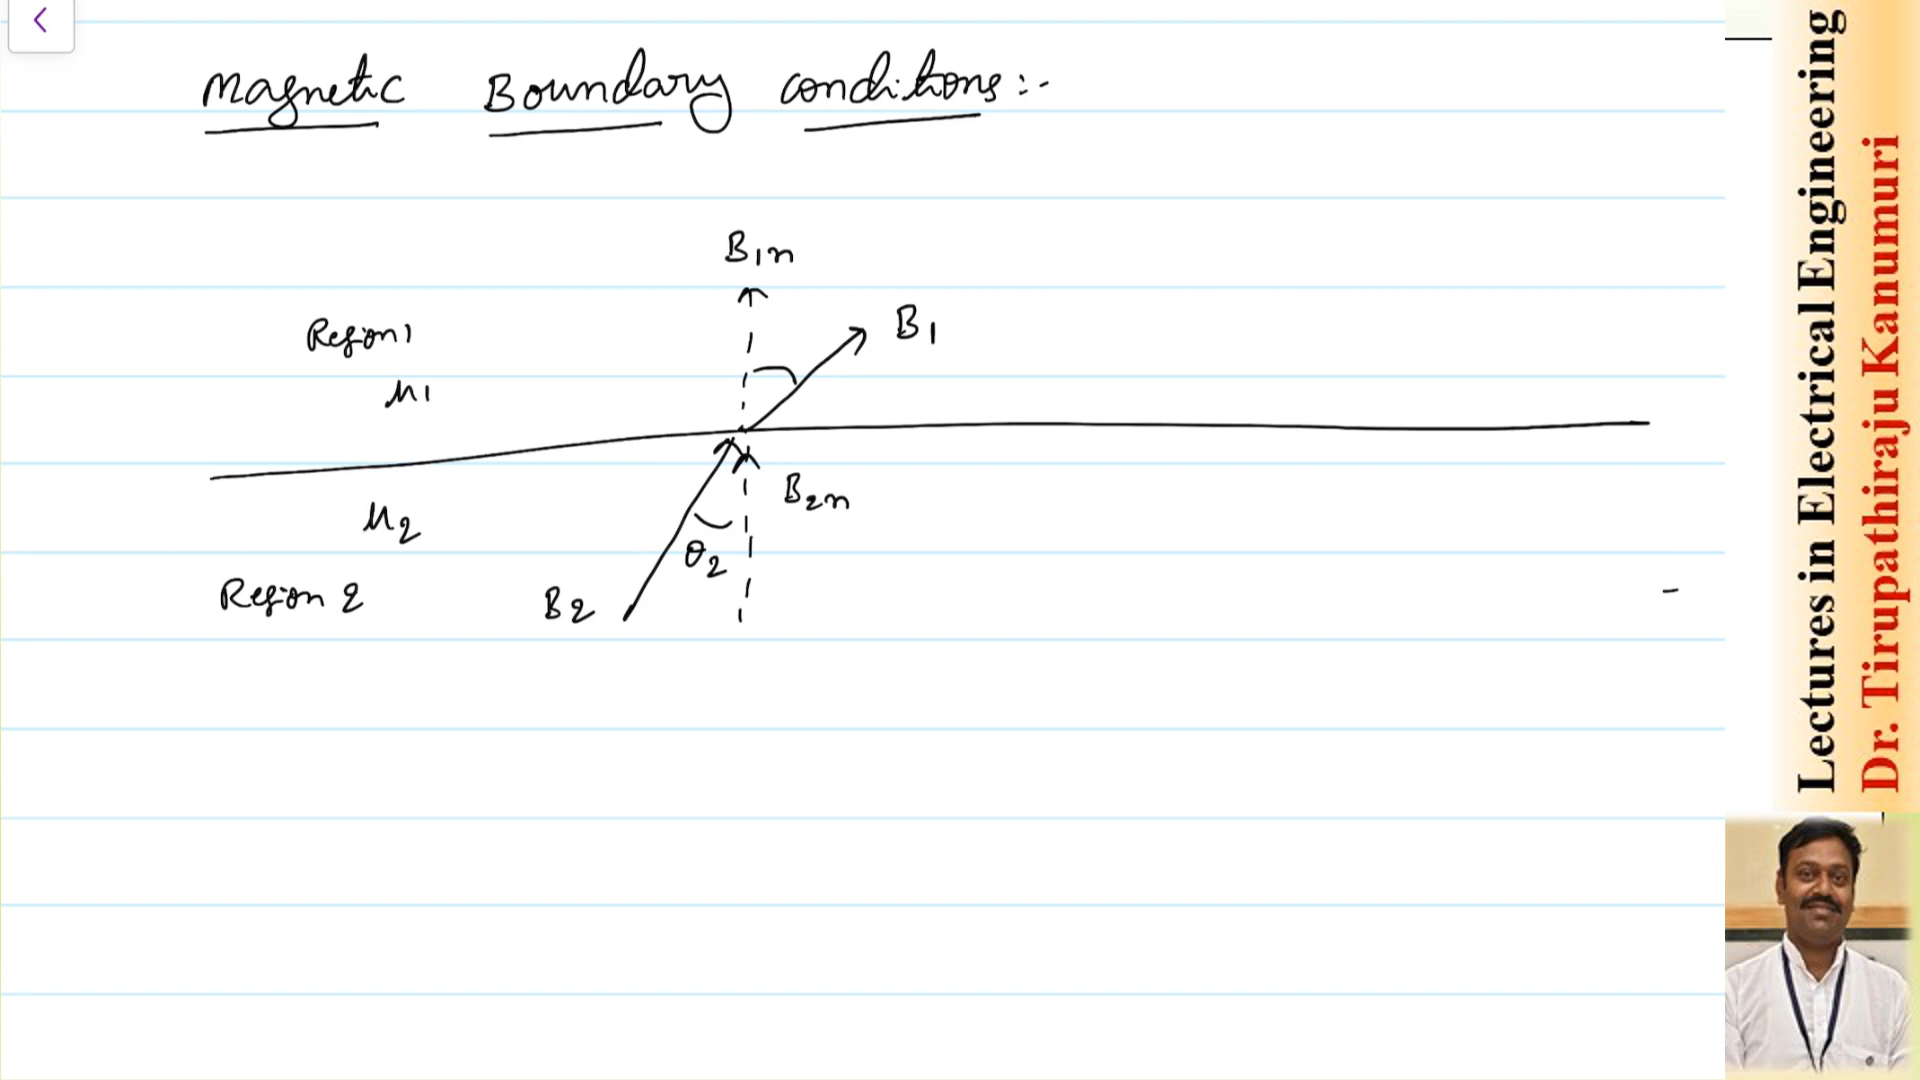 Magnetic Boundary conditions:-
B1n
B1
Region 1
μ1
B2n
μ2
θ2
Region 2
B2
Lectures in Electrical Engineering
Dr. Tirupathiraju Kanumuri